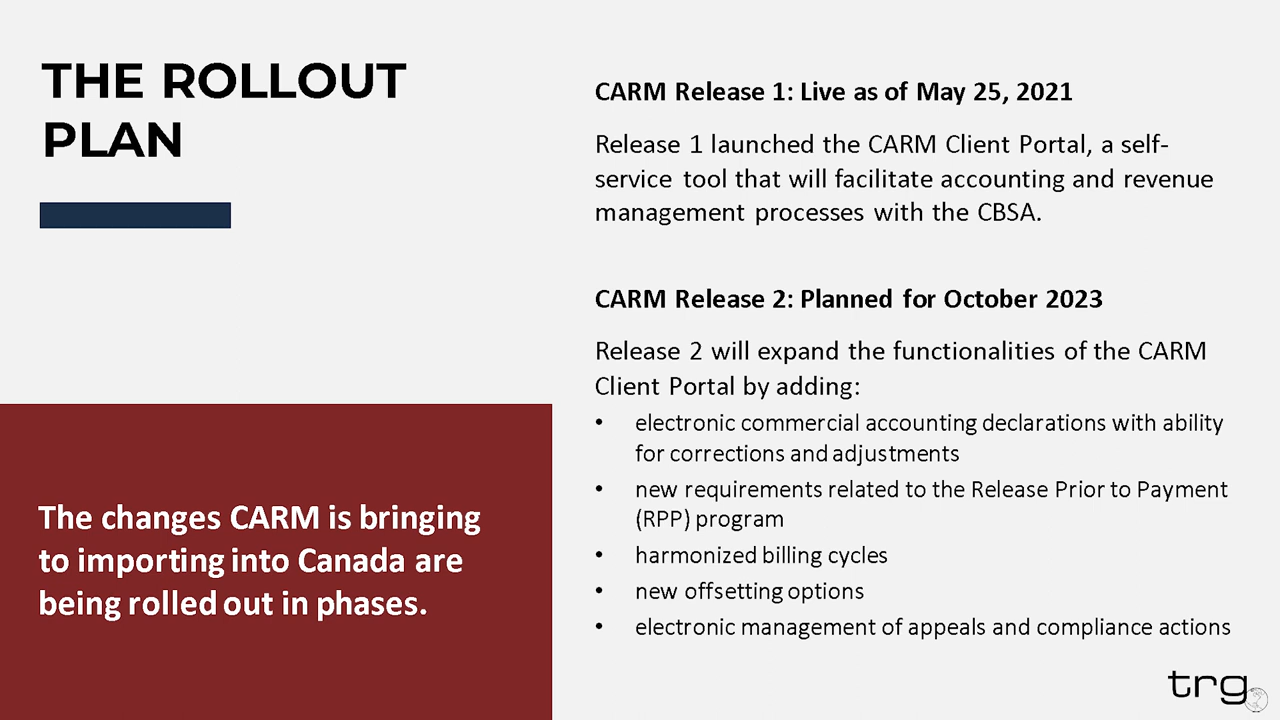 THE ROLLOUT
PLAN
The changes CARM is bringing
to importing into Canada are
being rolled out in phases.
CARM Release 1: Live as of May 25, 2021
Release 1 launched the CARM Client Portal, a self-
service tool that will facilitate accounting and revenue
management processes with the CBSA.
CARM Release 2: Planned for October 2023
Release 2 will expand the functionalities of the CARM
Client Portal by adding:
• electronic commercial accounting declarations with ability
for corrections and adjustments
• new requirements related to the Release Prior to Payment
(RPP) program
• harmonized billing cycles
• new offsetting options
• electronic management of appeals and compliance actions
trg